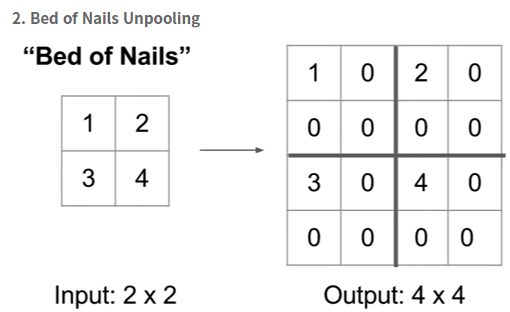 2. Bed of Nails Unpooling
“Bed of Nails”
1 2
3 4
1 0 2 0
0 0 0 0
3 0 4 0
0 0 0 0
Input: 2 x 2
Output: 4 x 4